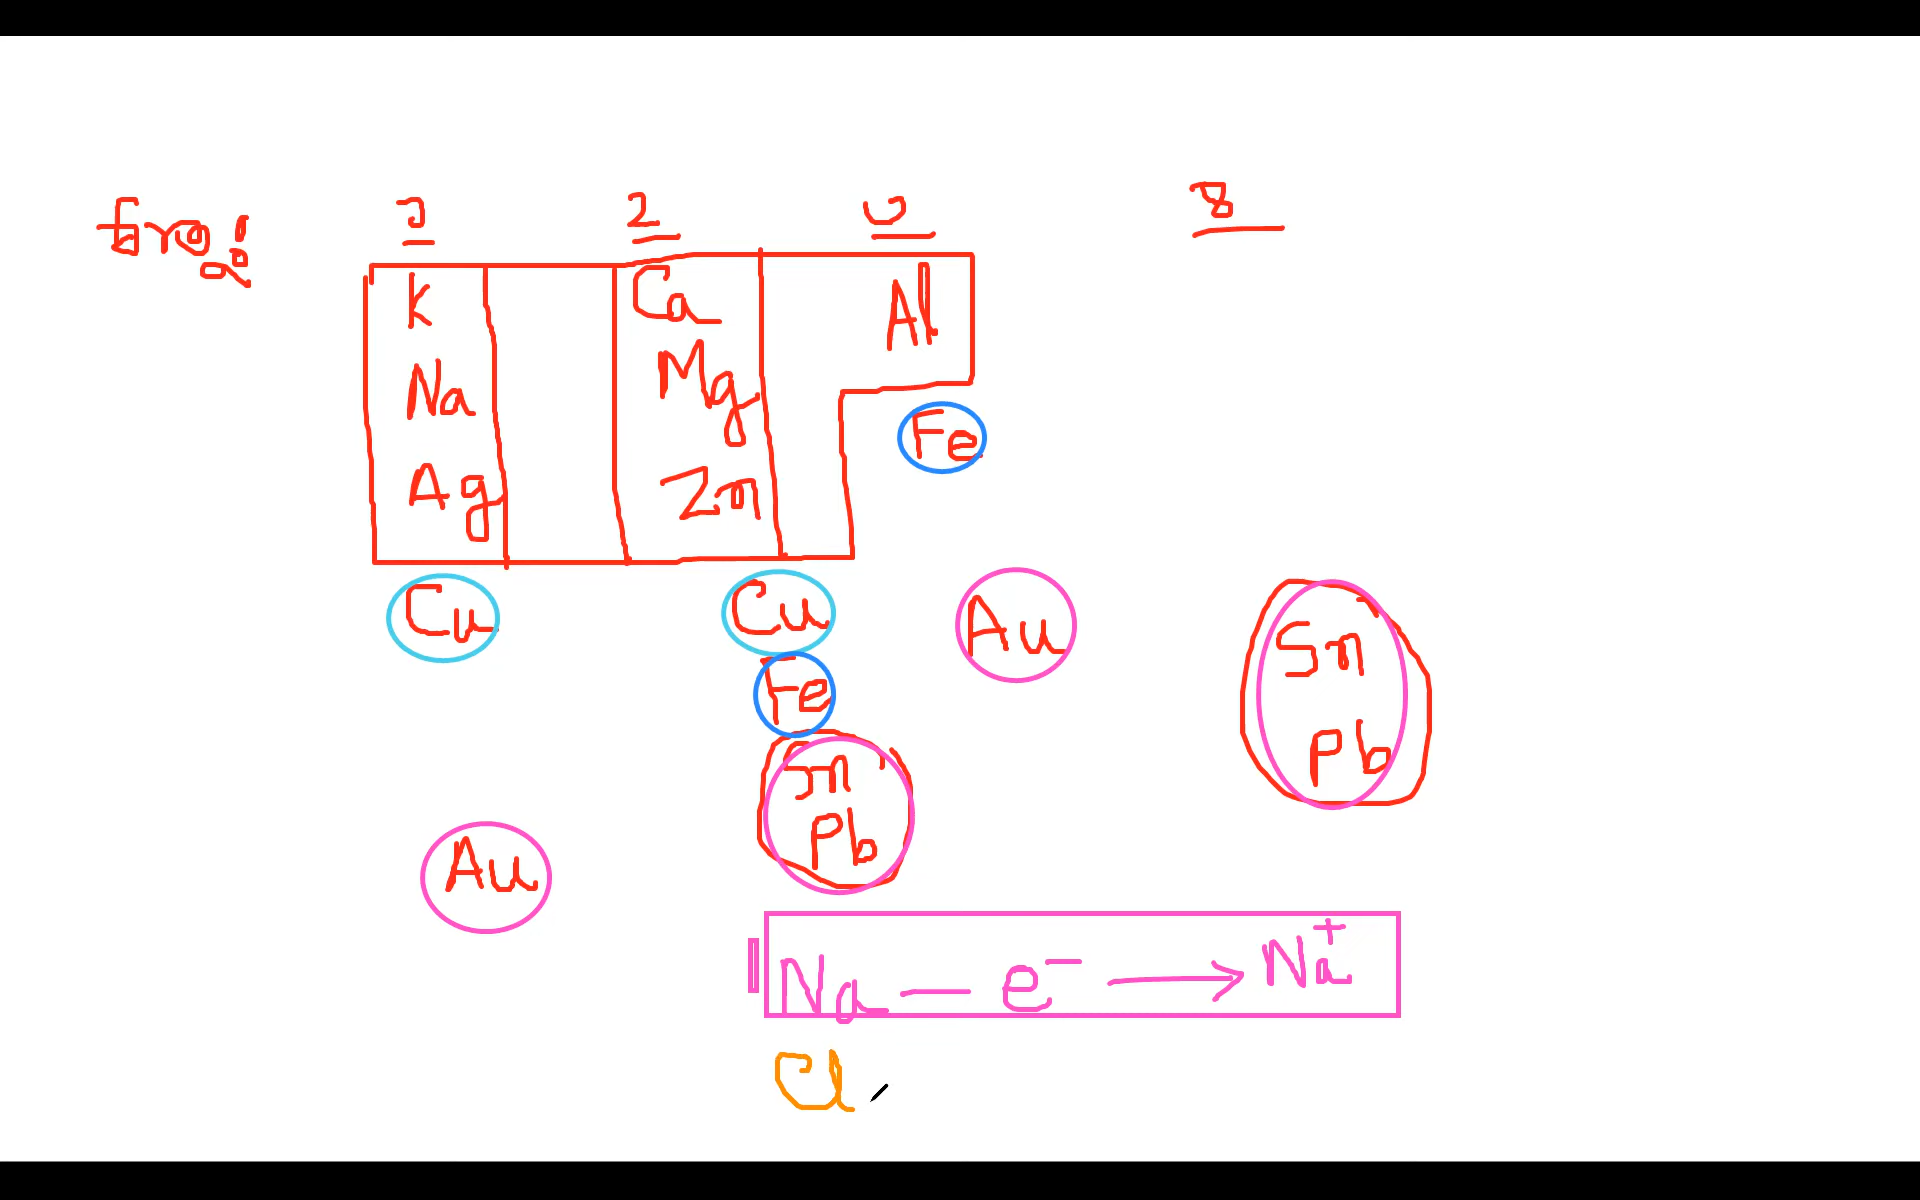 ১ ২ ৩ ৪
K Ca Al
Na Mg Fe
Ag Zn
Cu Cu Au Sn
Fe
Sn Pb
Au Pb
Na — e⁻ → Na⁺
Cl